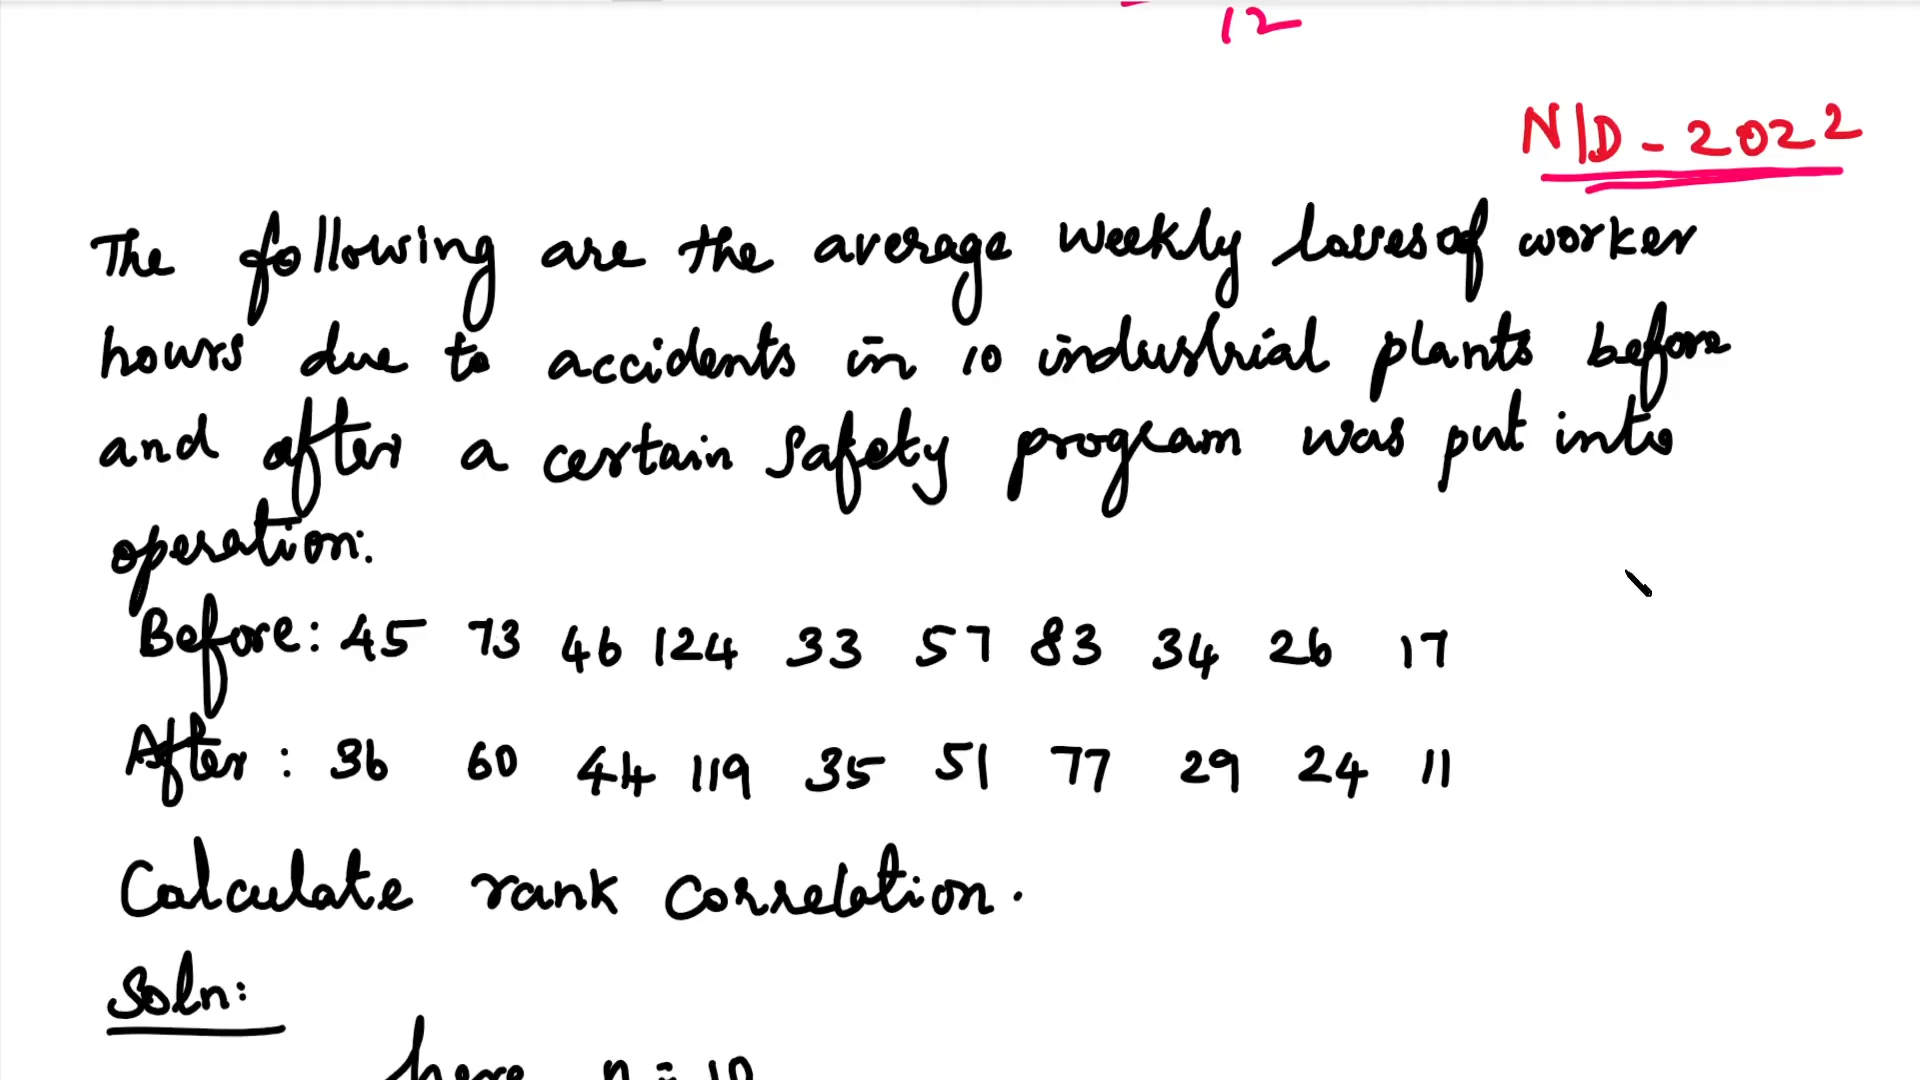 12
N/D - 2022
The following are the average weekly losses of worker
hours due to accidents in 10 industrial plants before
and after a certain safety program was put into
operation:
Before: 45 73 46 124 33 57 83 34 26 17
After: 36 60 44 119 35 51 77 29 24 11
Calculate rank correlation.
Soln:
here n = 10